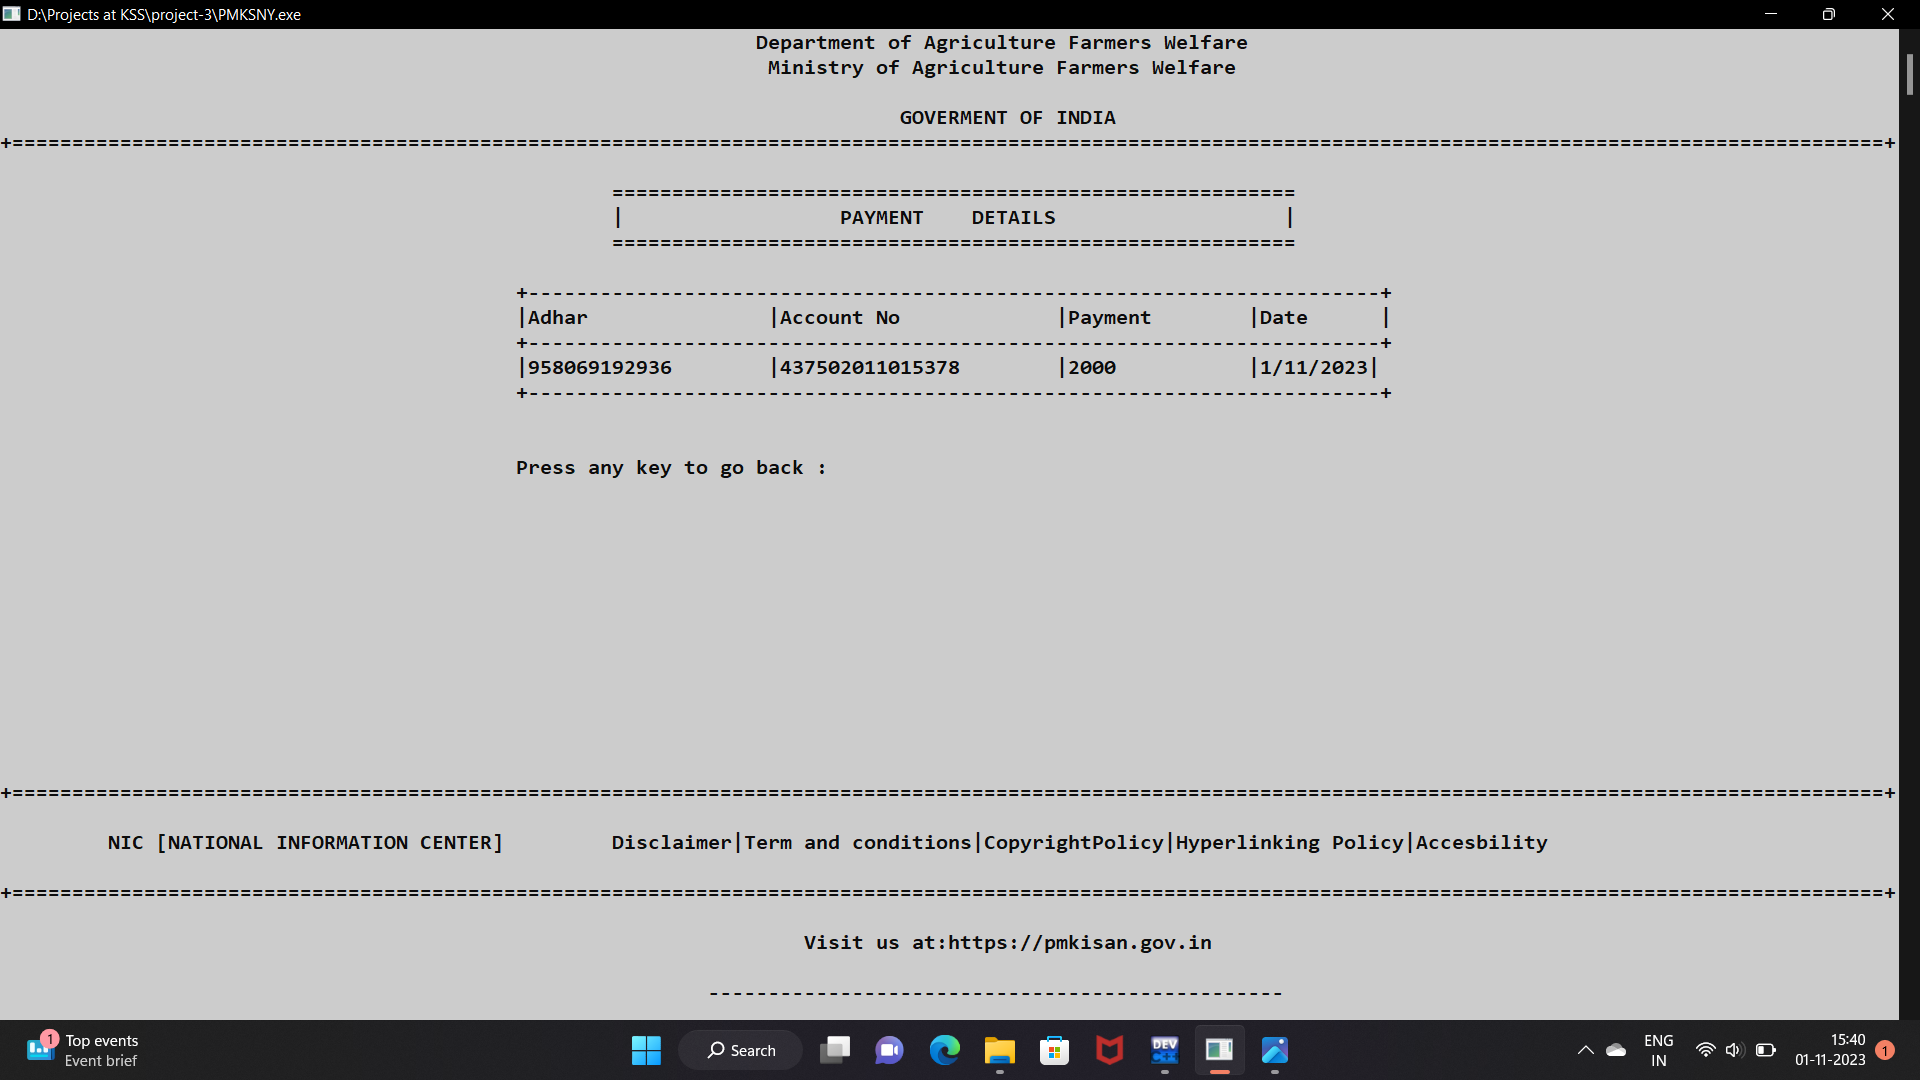 D:\Projects at KSS\project-3\PMKSNY.exe
Department of Agriculture Farmers Welfare
Ministry of Agriculture Farmers Welfare
GOVERMENT OF INDIA
PAYMENT DETAILS
|Adhar |Account No |Payment |Date |
|958069192936 |437502011015378 |2000 |1/11/2023|
Press any key to go back :
NIC [NATIONAL INFORMATION CENTER] Disclaimer|Term and conditions|CopyrightPolicy|Hyperlinking Policy|Accesbility
Visit us at:https://pmkisan.gov.in
1 Top events
Event brief
Search
DEV C++
ENG
IN
15:40
01-11-2023
1